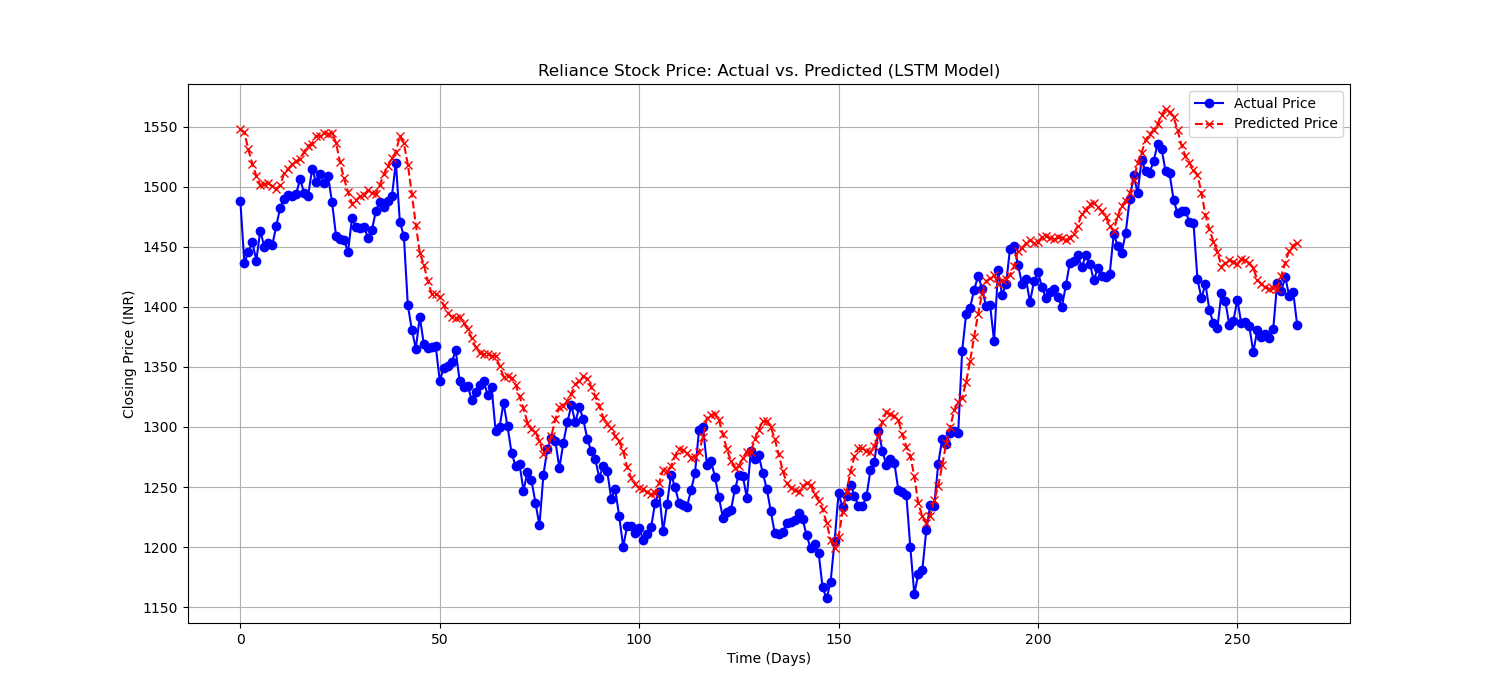 Reliance Stock Price: Actual vs. Predicted (LSTM Model)
Actual Price
Predicted Price
Closing Price (INR)
1550
1500
1450
1400
1350
1300
1250
1200
1150
0 50 100 150 200 250
Time (Days)